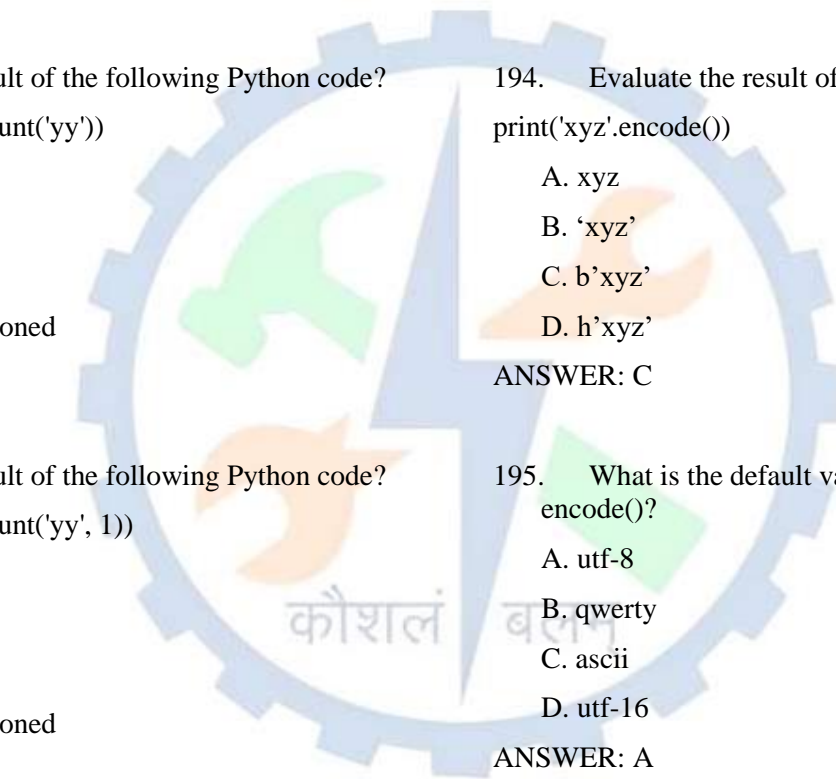 ult of the following Python code?
unt('yy'))
oned
ult of the following Python code?
unt('yy', 1))
oned
194. Evaluate the result of
print('xyz'.encode())
A. xyz
B. ‘xyz’
C. b’xyz’
D. h’xyz’
ANSWER: C
195. What is the default va
encode()?
A. utf-8
B. qwerty
C. ascii
D. utf-16
ANSWER: A
कौशलं बलम्